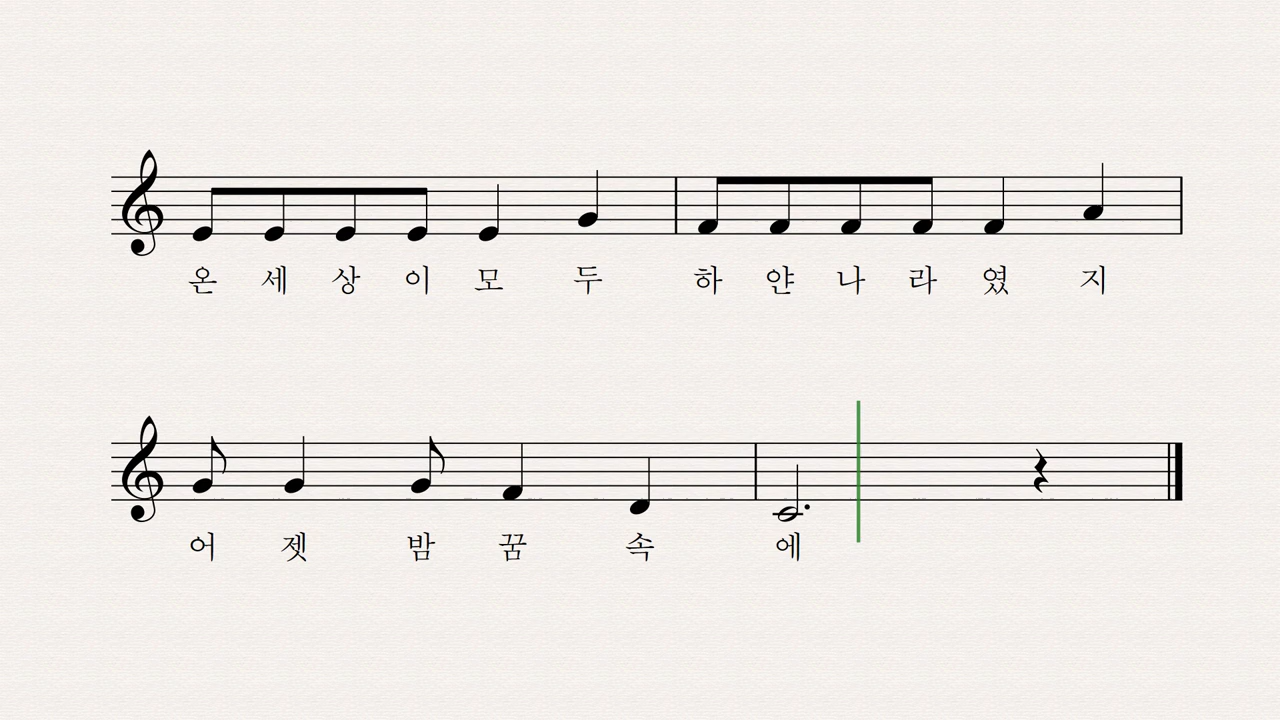 온 세 상 이 모 두 하 얀 나 라 였 지
어 젯 밤 꿈 속 에